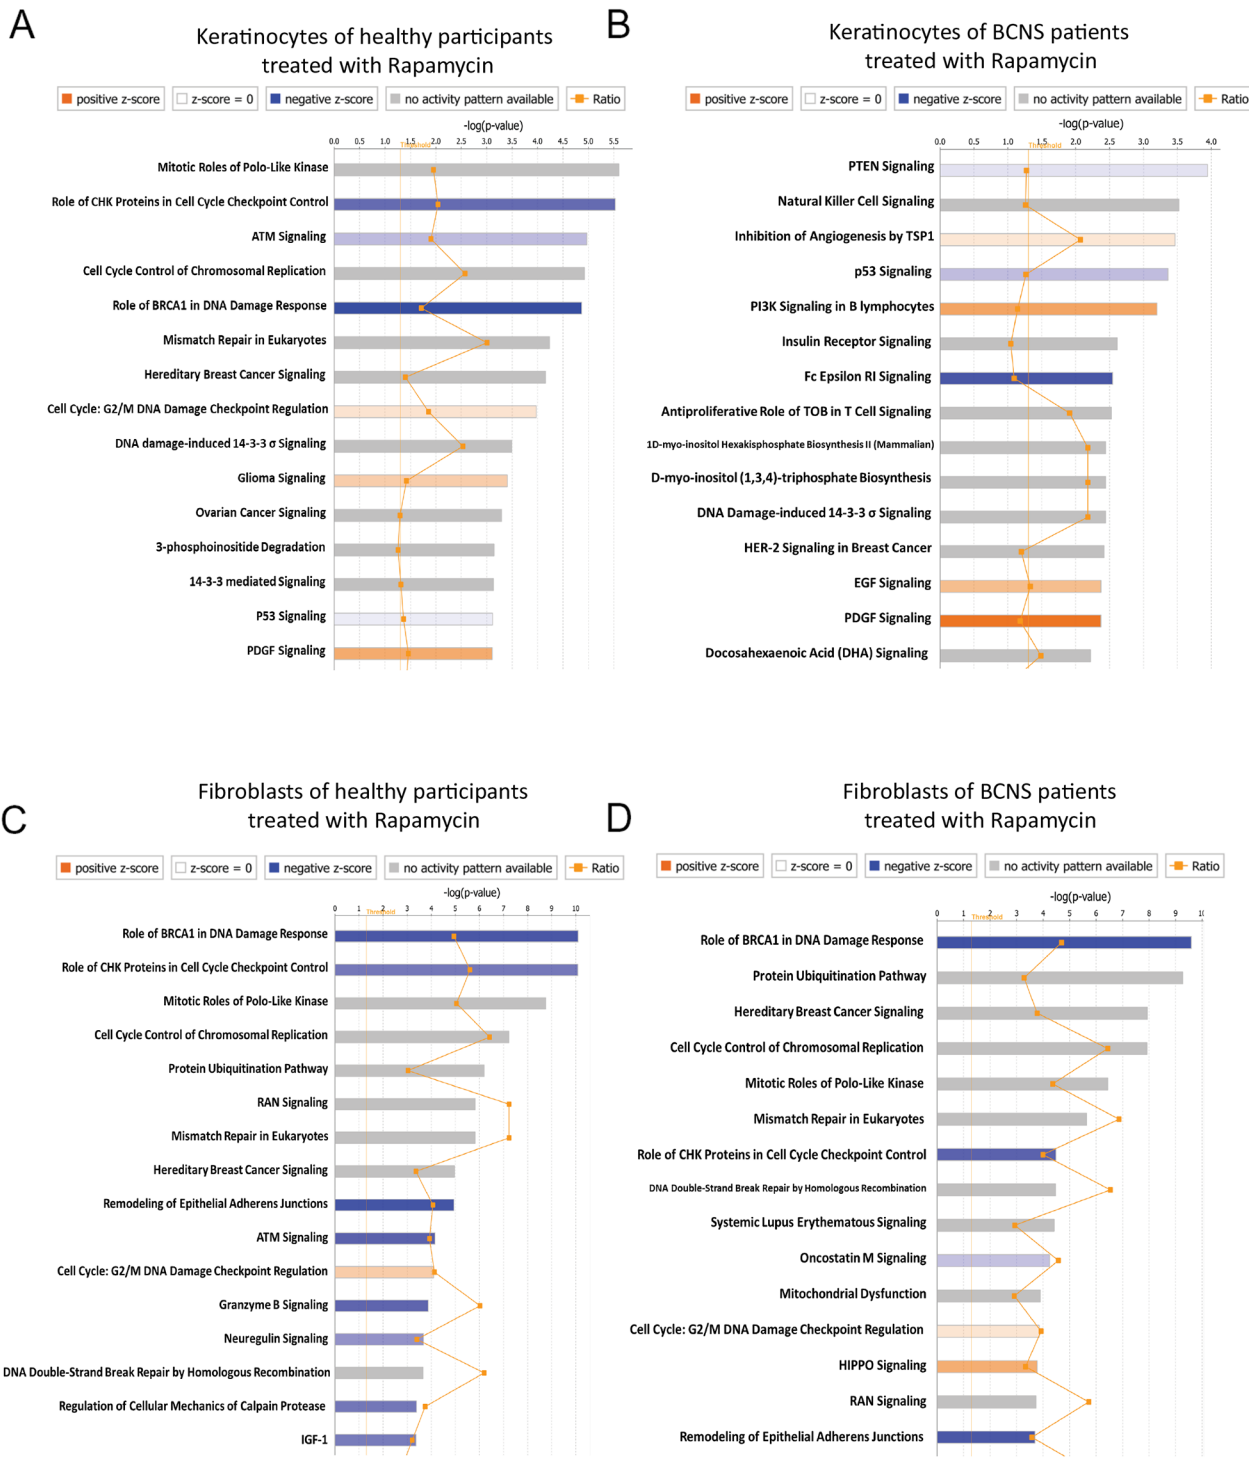 A
Keratinocytes of healthy participants
treated with Rapamycin
positive z-score
z-score = 0
negative z-score
no activity pattern available
Ratio
-log(p-value)
Threshold
0.0 0.5 1.0 1.5 2.0 2.5 3.0 3.5 4.0 4.5 5.0 5.5
Mitotic Roles of Polo-Like Kinase
Role of CHK Proteins in Cell Cycle Checkpoint Control
ATM Signaling
Cell Cycle Control of Chromosomal Replication
Role of BRCA1 in DNA Damage Response
Mismatch Repair in Eukaryotes
Hereditary Breast Cancer Signaling
Cell Cycle: G2/M DNA Damage Checkpoint Regulation
DNA damage-induced 14-3-3 σ Signaling
Glioma Signaling
Ovarian Cancer Signaling
3-phosphoinositide Degradation
14-3-3 mediated Signaling
P53 Signaling
PDGF Signaling
B
Keratinocytes of BCNS patients
treated with Rapamycin
positive z-score
z-score = 0
negative z-score
no activity pattern available
Ratio
-log(p-value)
0.0 0.5 1.0 1.5 2.0 2.5 3.0 3.5 4.0
Threshold
PTEN Signaling
Natural Killer Cell Signaling
Inhibition of Angiogenesis by TSP1
p53 Signaling
PI3K Signaling in B lymphocytes
Insulin Receptor Signaling
Fc Epsilon RI Signaling
Antiproliferative Role of TOB in T Cell Signaling
1D-myo-inositol Hexakisphosphate Biosynthesis II (Mammalian)
D-myo-inositol (1,3,4)-triphosphate Biosynthesis
DNA Damage-induced 14-3-3 σ Signaling
HER-2 Signaling in Breast Cancer
EGF Signaling
PDGF Signaling
Docosahexaenoic Acid (DHA) Signaling
C
Fibroblasts of healthy participants
treated with Rapamycin
positive z-score
z-score = 0
negative z-score
no activity pattern available
Ratio
-log(p-value)
0 1 2 3 4 5 6 7 8 9 10
Threshold
Role of BRCA1 in DNA Damage Response
Role of CHK Proteins in Cell Cycle Checkpoint Control
Mitotic Roles of Polo-Like Kinase
Cell Cycle Control of Chromosomal Replication
Protein Ubiquitination Pathway
RAN Signaling
Mismatch Repair in Eukaryotes
Hereditary Breast Cancer Signaling
Remodeling of Epithelial Adherens Junctions
ATM Signaling
Cell Cycle: G2/M DNA Damage Checkpoint Regulation
Granzyme B Signaling
Neuregulin Signaling
DNA Double-Strand Break Repair by Homologous Recombination
Regulation of Cellular Mechanics of Calpain Protease
IGF-1
D
Fibroblasts of BCNS patients
treated with Rapamycin
positive z-score
z-score = 0
negative z-score
no activity pattern available
Ratio
-log(p-value)
0 1 2 3 4 5 6 7 8 9 10
Threshold
Role of BRCA1 in DNA Damage Response
Protein Ubiquitination Pathway
Hereditary Breast Cancer Signaling
Cell Cycle Control of Chromosomal Replication
Mitotic Roles of Polo-Like Kinase
Mismatch Repair in Eukaryotes
Role of CHK Proteins in Cell Cycle Checkpoint Control
DNA Double-Strand Break Repair by Homologous Recombination
Systemic Lupus Erythematous Signaling
Oncostatin M Signaling
Mitochondrial Dysfunction
Cell Cycle: G2/M DNA Damage Checkpoint Regulation
HIPPO Signaling
RAN Signaling
Remodeling of Epithelial Adherens Junctions